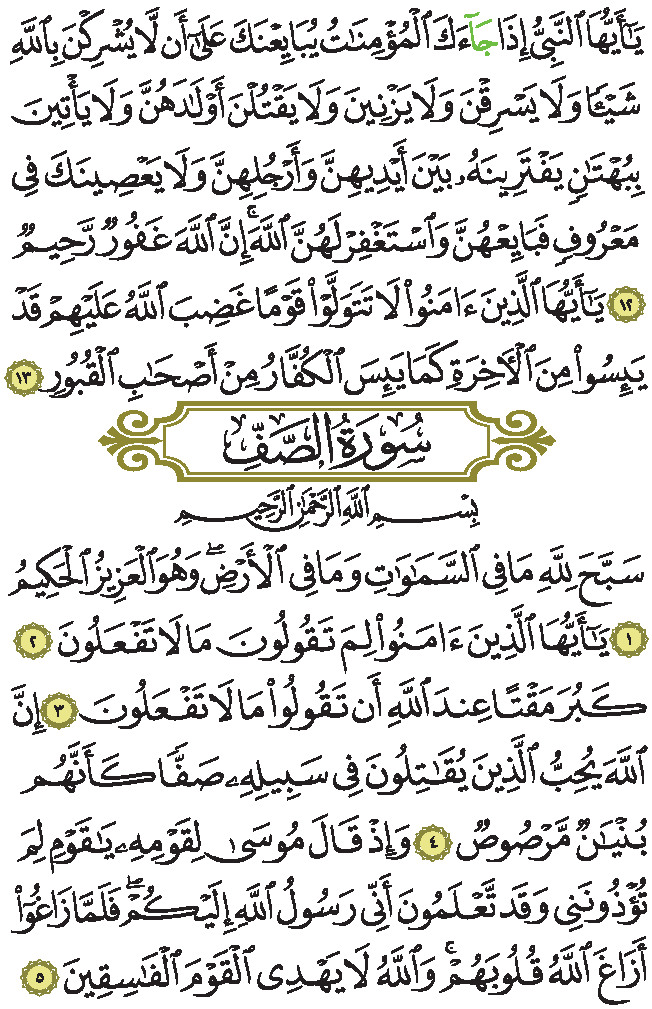 يَٰٓأَيُّهَا ٱلنَّبِىُّ إِذَا جَآءَكَ ٱلْمُؤْمِنَٰتُ يُبَايِعْنَكَ عَلَىٰٓ أَن لَّا يُشْرِكْنَ بِٱللَّهِ
شَيْـًٔا وَلَا يَسْرِقْنَ وَلَا يَزْنِينَ وَلَا يَقْتُلْنَ أَوْلَٰدَهُنَّ وَلَا يَأْتِينَ
بِبُهْتَٰنٍ يَفْتَرِينَهُۥ بَيْنَ أَيْدِيهِنَّ وَأَرْجُلِهِنَّ وَلَا يَعْصِينَكَ فِى
مَعْرُوفٍ فَبَايِعْهُنَّ وَٱسْتَغْفِرْ لَهُنَّ ٱللَّهَ ۚ إِنَّ ٱللَّهَ غَفُورٌ رَّحِيمٌ
١٢ يَٰٓأَيُّهَا ٱلَّذِينَ ءَامَنُوا۟ لَا تَتَوَلَّوْا۟ قَوْمًا غَضِبَ ٱللَّهُ عَلَيْهِمْ قَدْ
يَئِسُوا۟ مِنَ ٱلْـَٔاخِرَةِ كَمَا يَئِسَ ٱلْكُفَّارُ مِنْ أَصْحَٰبِ ٱلْقُبُورِ ١٣
سُورَةُ الصَّفِّ
بِسْمِ ٱللَّهِ ٱلرَّحْمَٰنِ ٱلرَّحِيمِ
سَبَّحَ لِلَّهِ مَا فِى ٱلسَّمَٰوَٰتِ وَمَا فِى ٱلْأَرْضِ ۖ وَهُوَ ٱلْعَزِيزُ ٱلْحَكِيمُ
١ يَٰٓأَيُّهَا ٱلَّذِينَ ءَامَنُوا۟ لِمَ تَقُولُونَ مَا لَا تَفْعَلُونَ ٢
كَبُرَ مَقْتًا عِندَ ٱللَّهِ أَن تَقُولُوا۟ مَا لَا تَفْعَلُونَ ٣ إِنَّ
ٱللَّهَ يُحِبُّ ٱلَّذِينَ يُقَٰتِلُونَ فِى سَبِيلِهِۦ صَفًّا كَأَنَّهُم
بُنْيَٰنٌ مَّرْصُوصٌ ٤ وَإِذْ قَالَ مُوسَىٰ لِقَوْمِهِۦ يَٰقَوْمِ لِمَ
تُؤْذُونَنِى وَقَد تَّعْلَمُونَ أَنِّى رَسُولُ ٱللَّهِ إِلَيْكُمْ ۖ فَلَمَّا زَاغُوٓا۟
أَزَاغَ ٱللَّهُ قُلُوبَهُمْ ۚ وَٱللَّهُ لَا يَهْدِى ٱلْقَوْمَ ٱلْفَٰسِقِينَ ٥